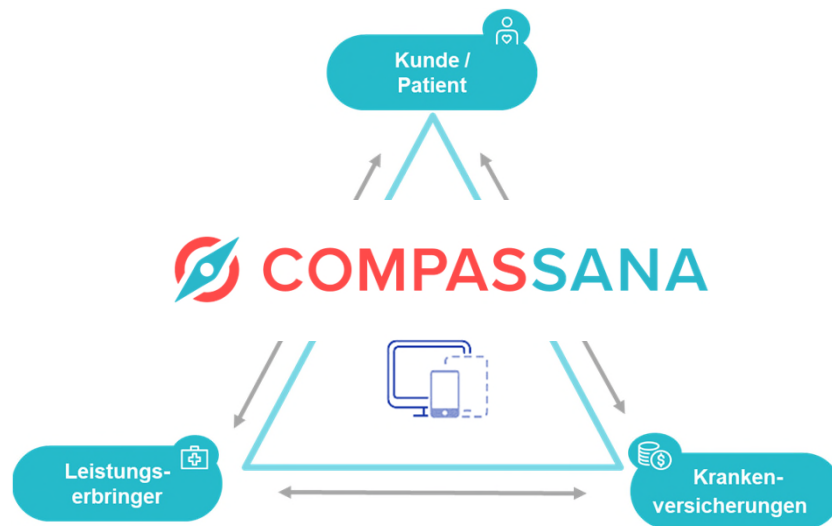 Kunde /
Patient
COMPASSANA
Leistungs-
erbringer
$
Kranken-
versicherungen